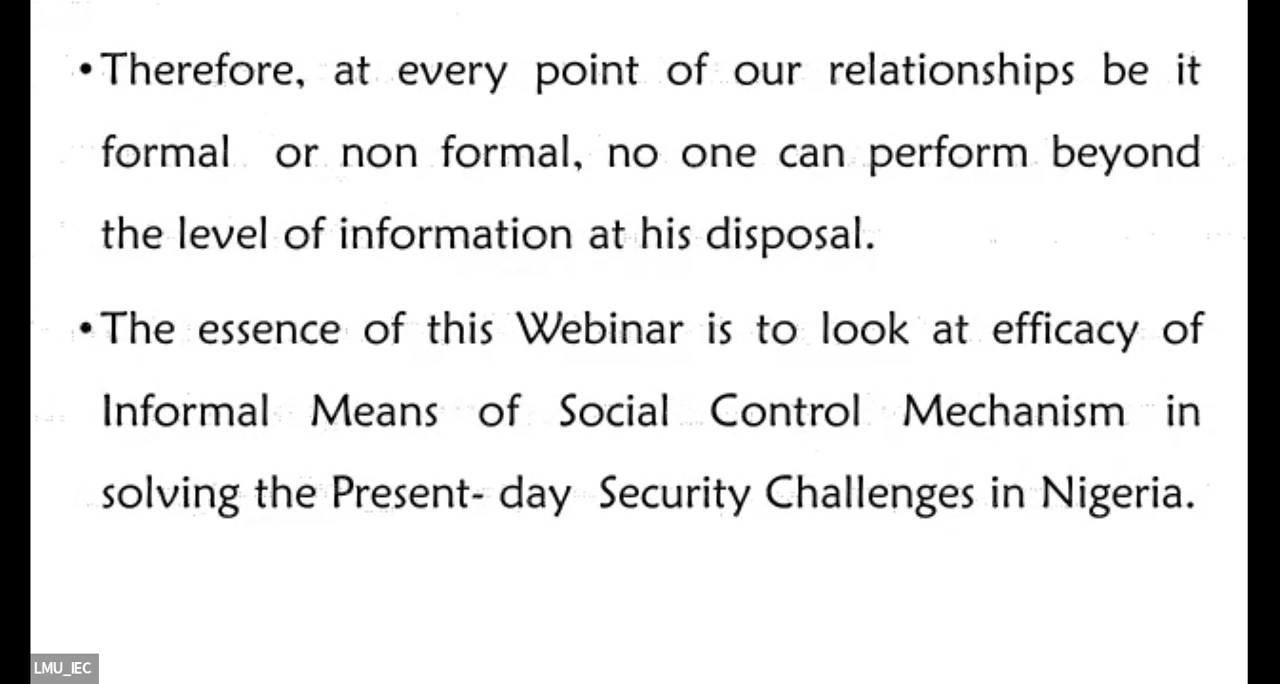 •Therefore, at every point of our relationships be it
formal or non formal, no one can perform beyond
the level of information at his disposal.
•The essence of this Webinar is to look at efficacy of
Informal Means of Social Control Mechanism in
solving the Present- day Security Challenges in Nigeria.
LMU_IEC